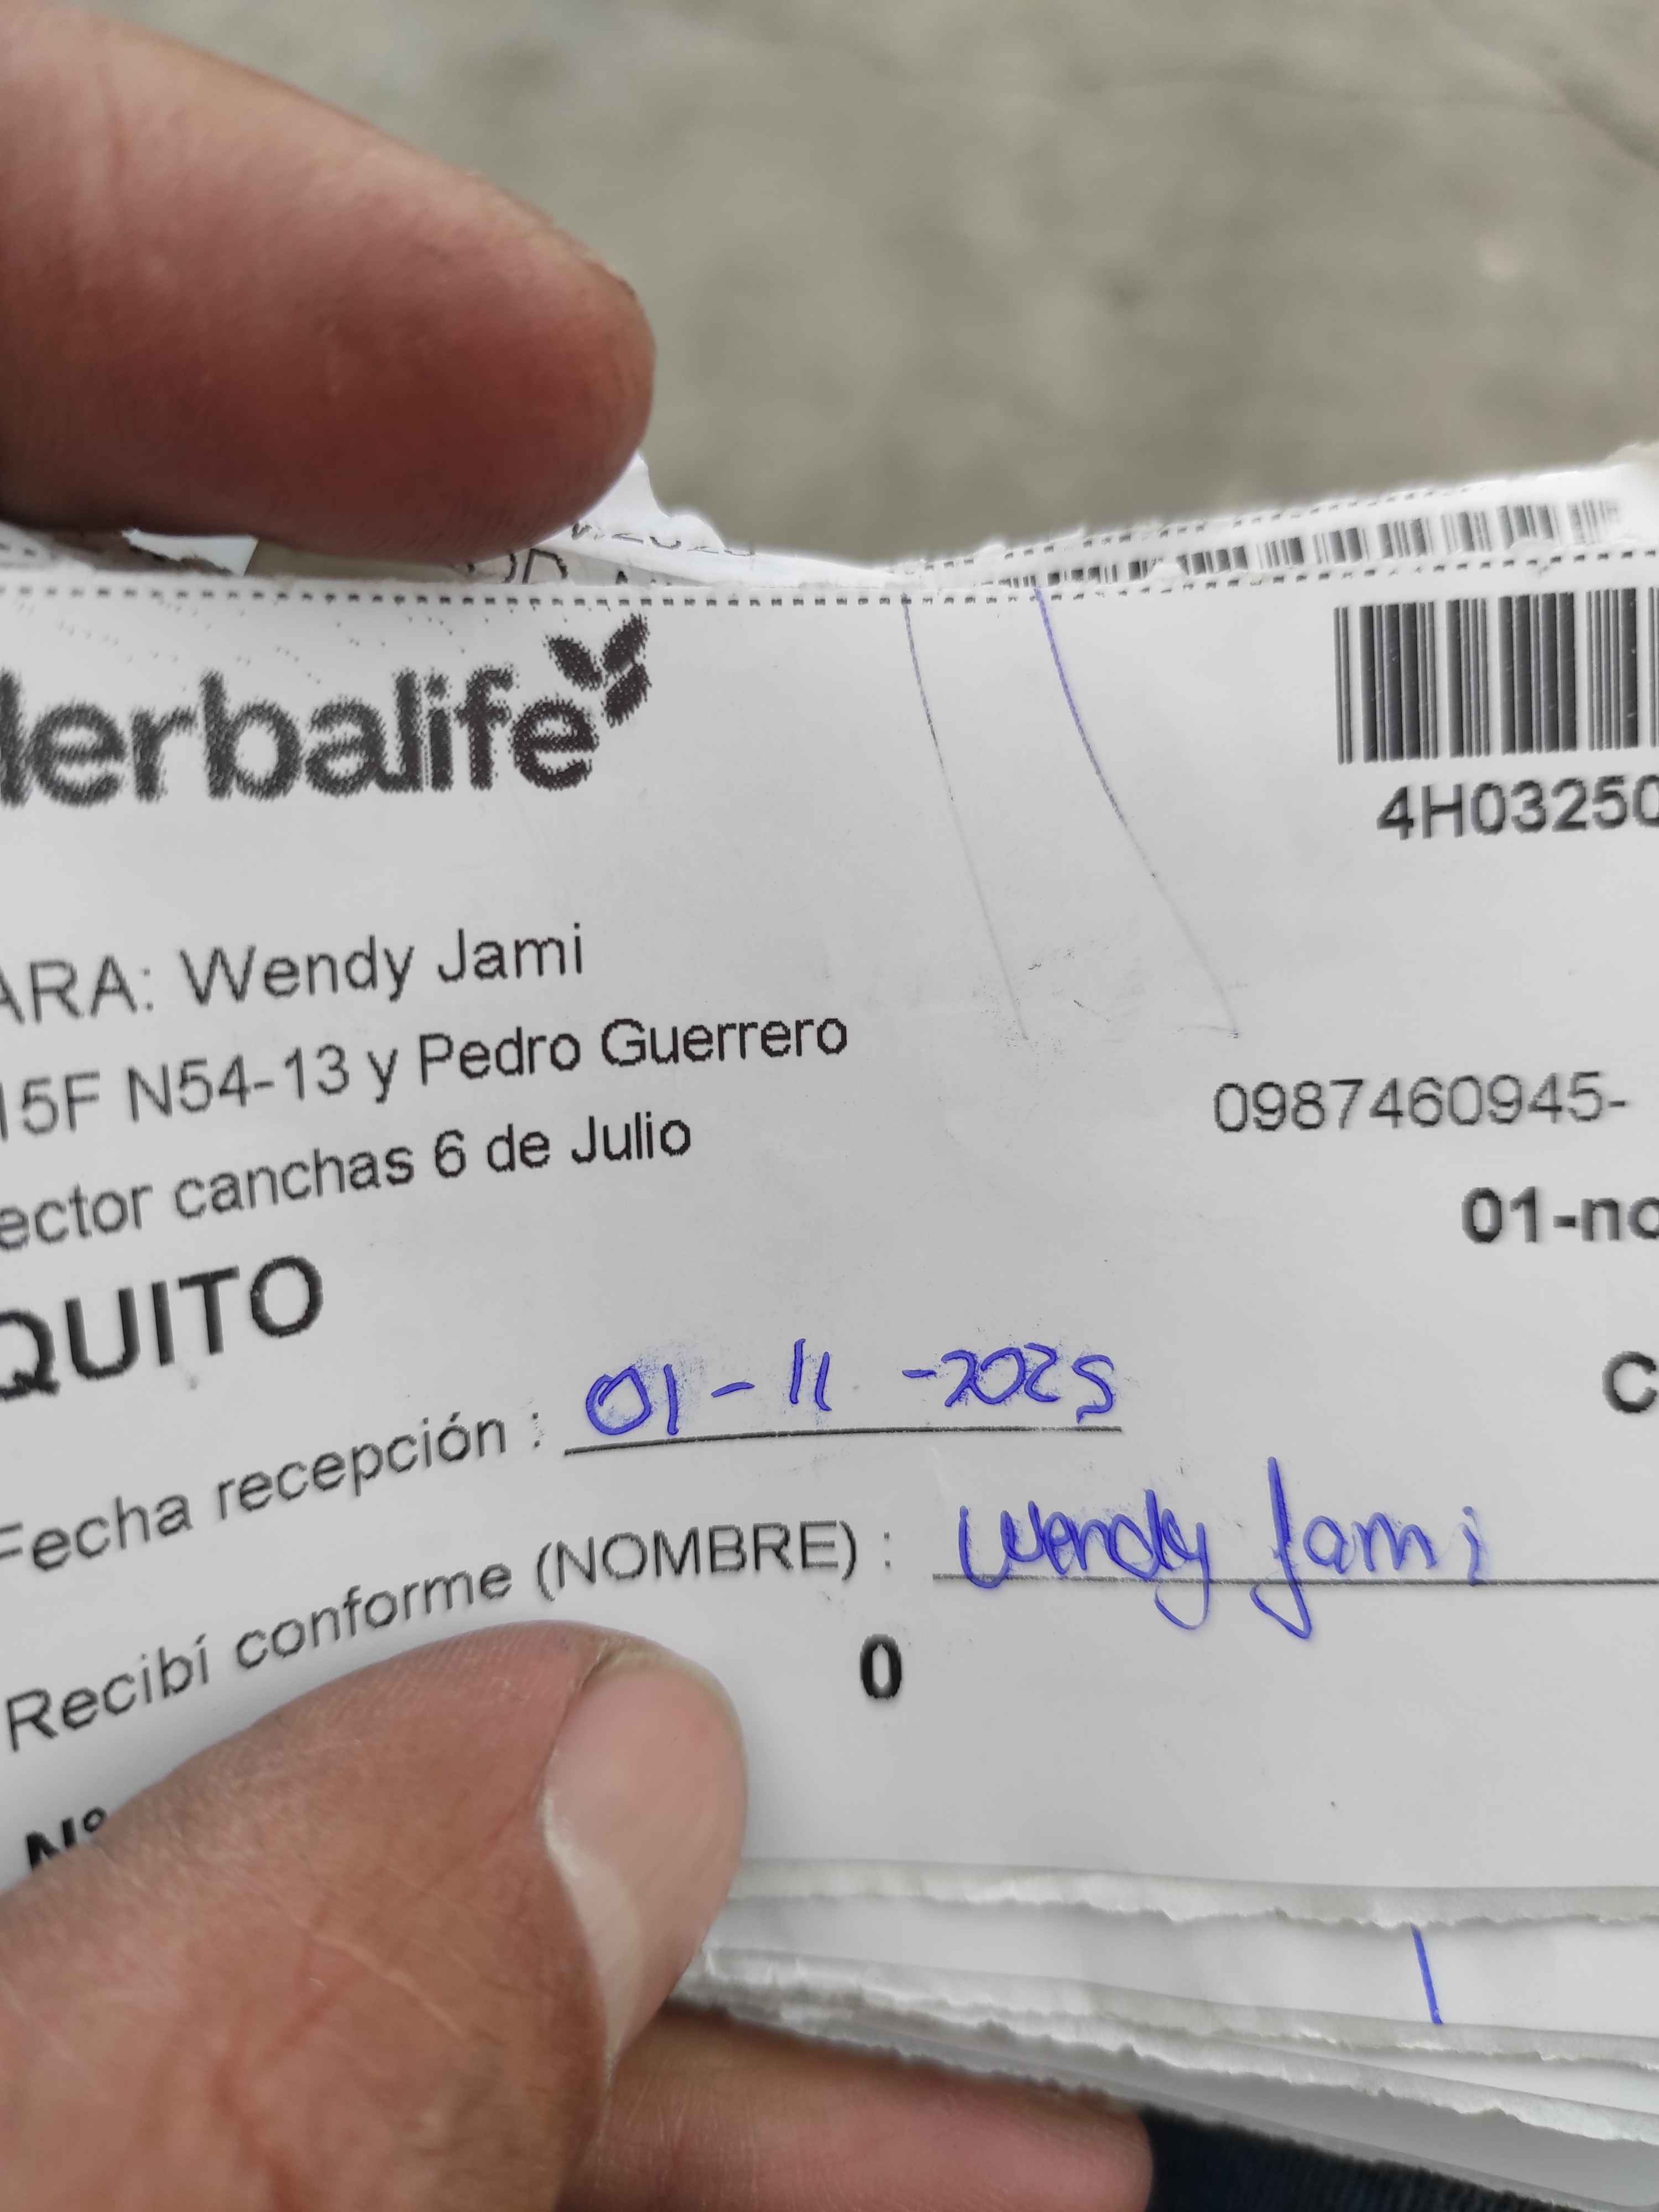 Herbalife
4H03250
ARA: Wendy Jami
15F N54-13 y Pedro Guerrero
0987460945-
ector canchas 6 de Julio
01-no
QUITO
C
Fecha recepción : 01-11-2025
Recibí conforme (NOMBRE) : Wendy Jami
0
Nº